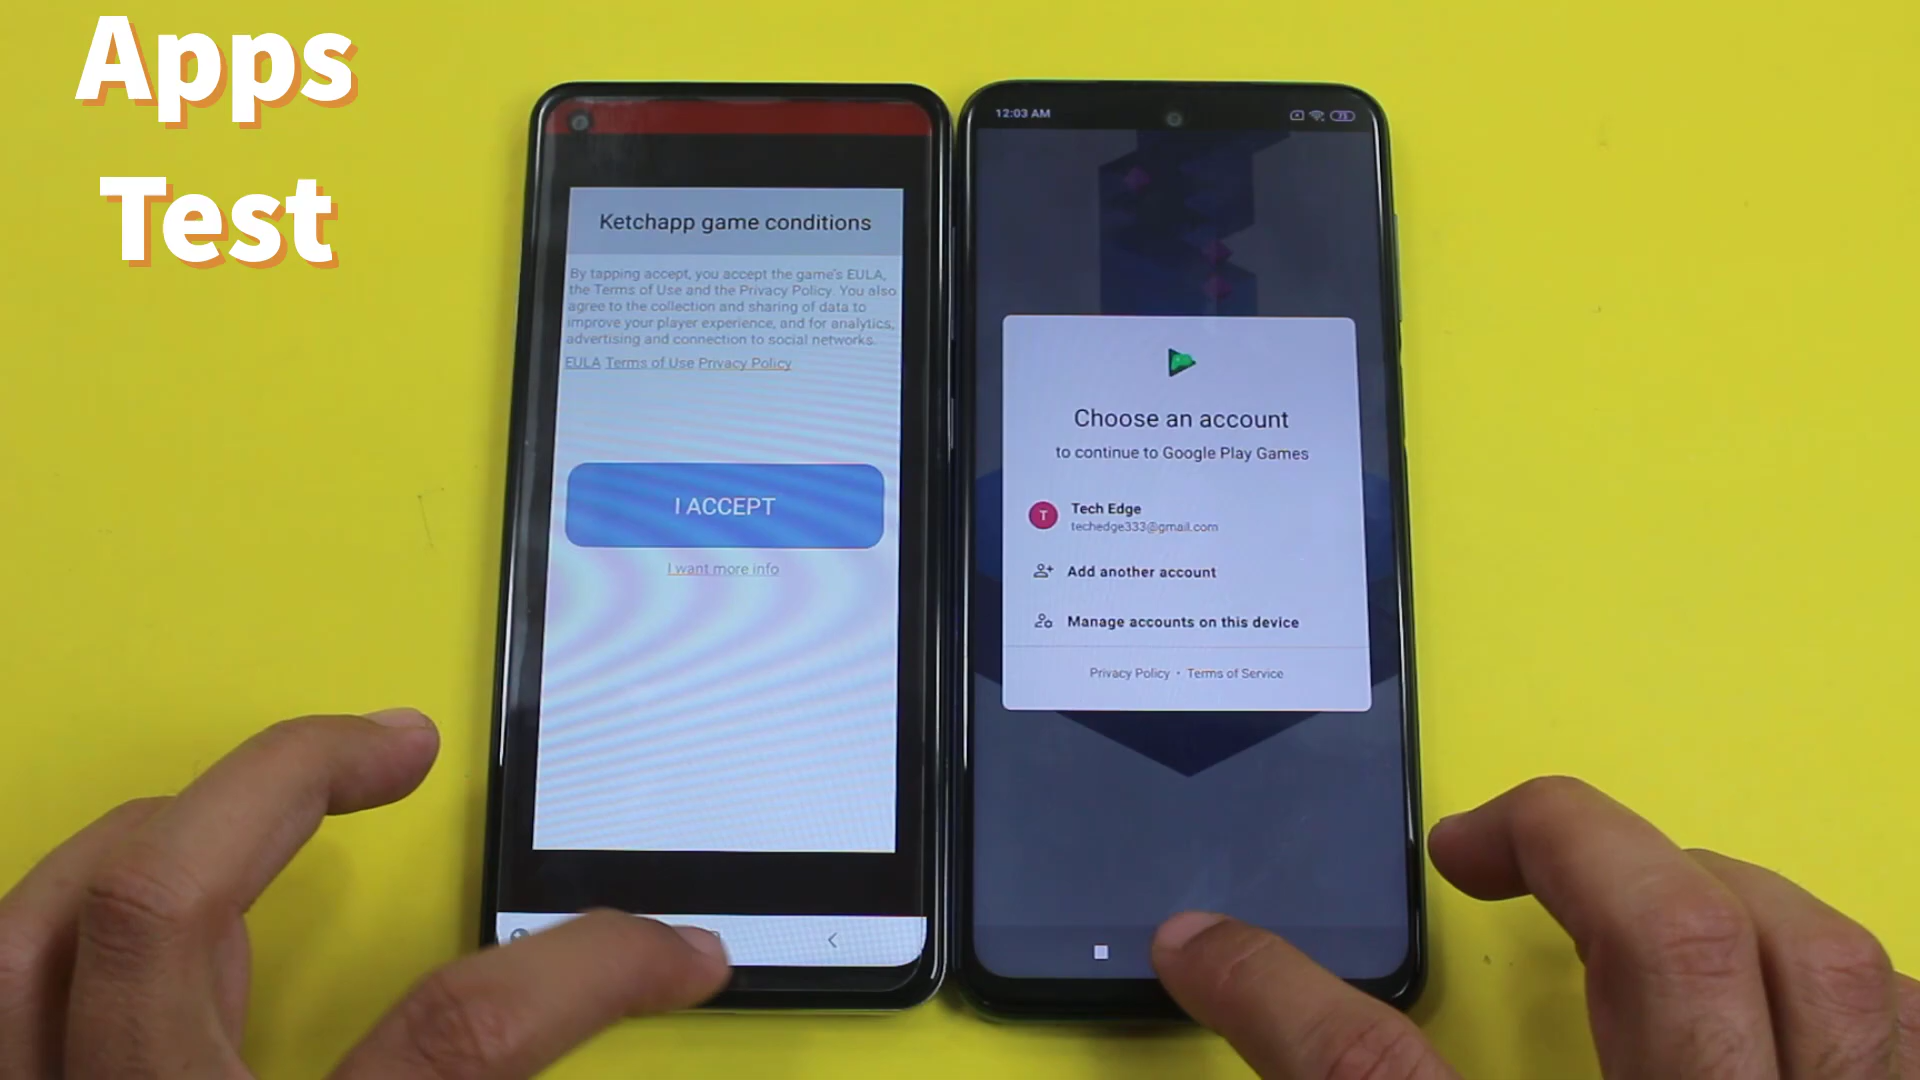 Apps
Test
Ketchapp game conditions
By tapping accept, you accept the game's EULA,
the Terms of Use and the Privacy Policy. You also
agree to the collection and sharing of data to
improve your player experience, and for analytics,
advertising and connection to social networks.
EULA Terms of Use Privacy Policy
I ACCEPT
I want more info
12:03 AM
73
Choose an account
to continue to Google Play Games
T
Tech Edge
techedge333@gmail.com
Add another account
Manage accounts on this device
Privacy Policy • Terms of Service